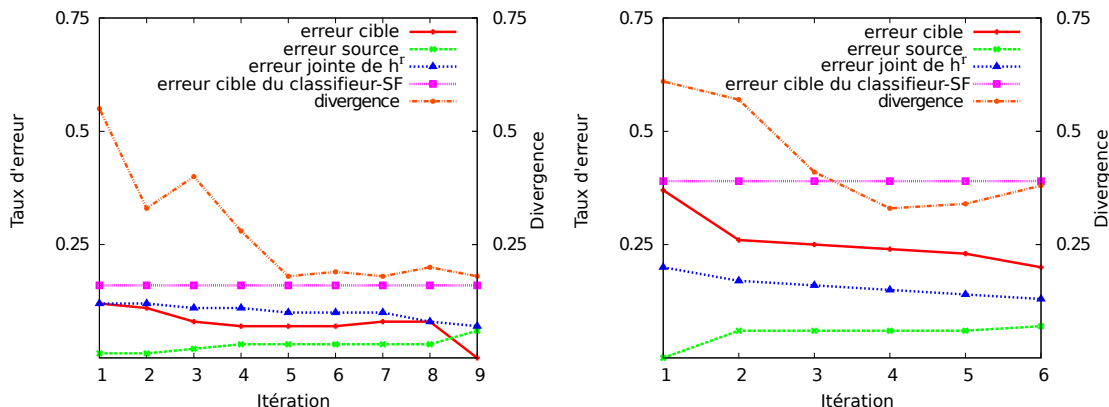 0.75
0.5
0.25
Taux d'erreur
erreur cible
erreur source
erreur jointe de hʳ
erreur cible du classifieur-SF
divergence
0.75
0.5
0.25
Divergence
1 2 3 4 5 6 7 8 9
Itération
0.75
0.5
0.25
0
Taux d'erreur
erreur cible
erreur source
erreur joint de hʳ
erreur cible du classifieur-SF
divergence
0.75
0.5
0.25
Divergence
1 2 3 4 5 6
Itération